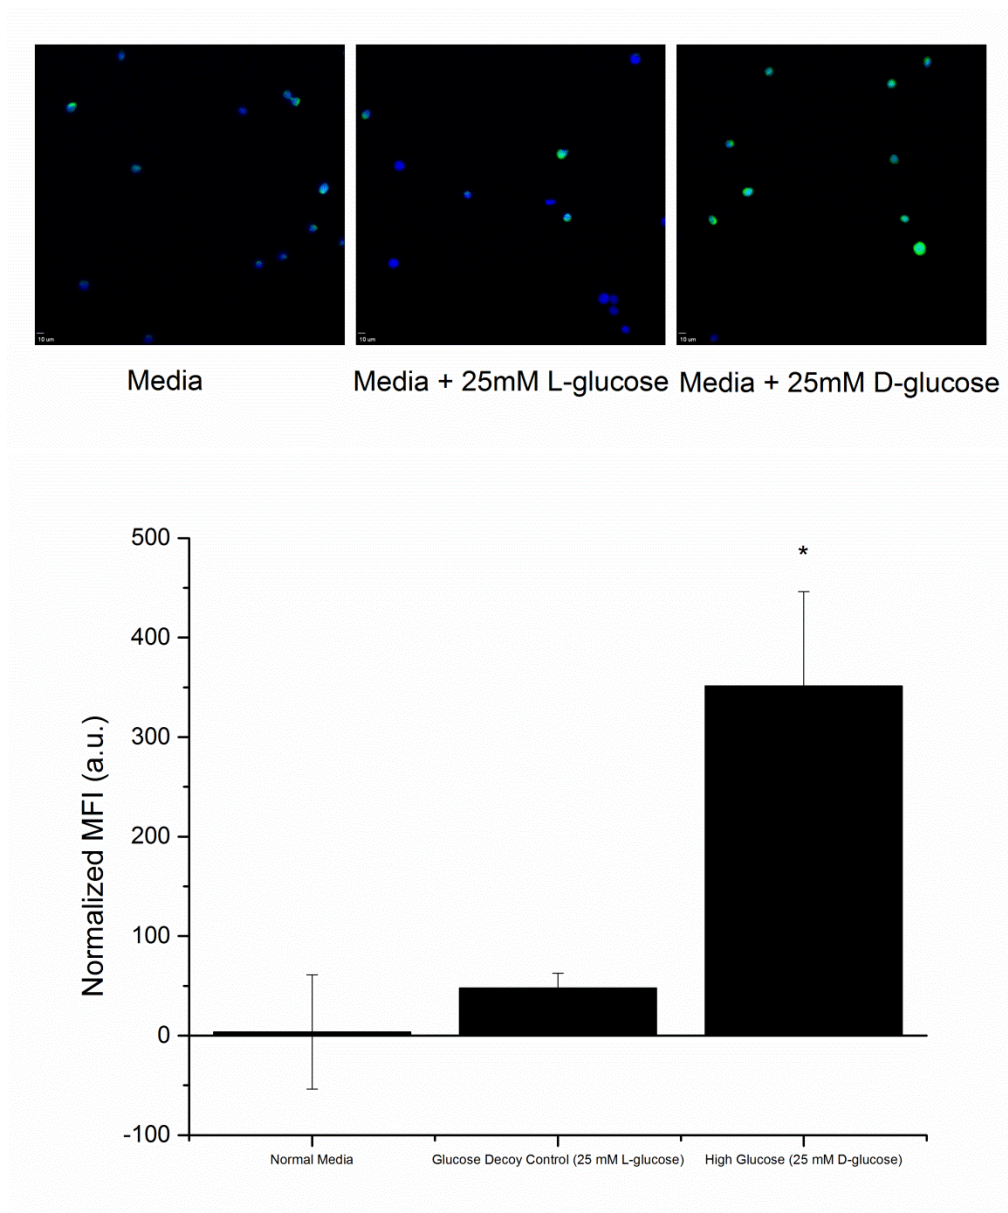 10 um
10 um
10 um
Media
Media + 25mM L-glucose
Media + 25mM D-glucose
500
400
300
200
100
0
-100
Normalized MFI (a.u.)
*
Normal Media
Glucose Decoy Control (25 mM L-glucose)
High Glucose (25 mM D-glucose)